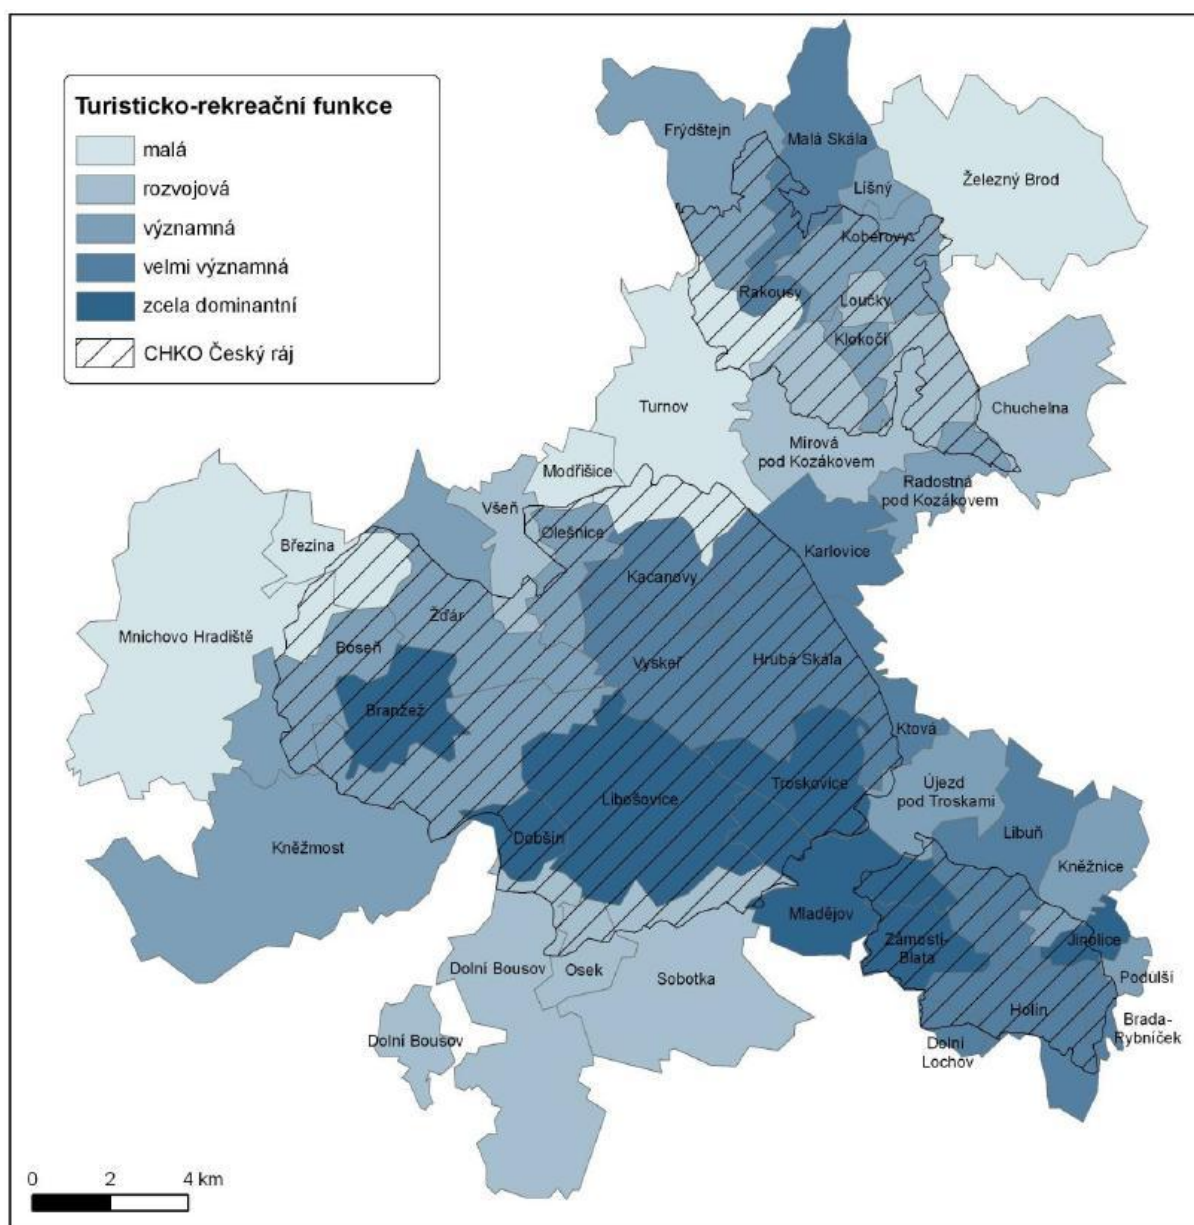 Turisticko-rekreační funkce
malá
rozvojová
významná
velmi významná
zcela dominantní
CHKO Český ráj
Frýdštejn
Malá Skála
Líšný
Železný Brod
Koberovy
Rakousy
Loučky
Klokočí
Turnov
Chuchelna
Mírová
pod Kozákovem
Modřišice
Radostná
pod Kozákovem
Všeň
Olešnice
Březina
Karlovice
Kacanovy
Žďár
Mnichovo Hradiště
Boseň
Vyskeř
Hrubá Skála
Branžež
Ktová
Troskovice
Újezd
pod Troskami
Libošovice
Libuň
Dobšín
Kněžmost
Kněžnice
Mladějov
Zámostí-
Blata
Jinolice
Dolní Bousov
Osek
Sobotka
Podulší
Holín
Brada-
Rybníček
Dolní Bousov
Dolní
Lochov
0 2 4 km